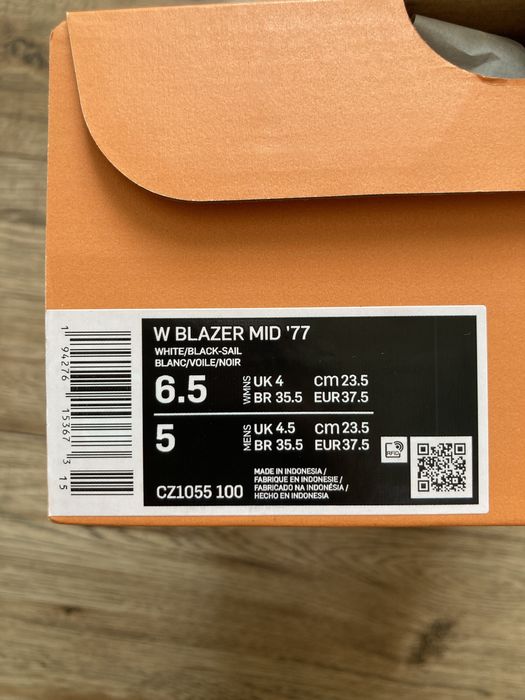 W BLAZER MID '77
WHITE/BLACK-SAIL
BLANC/VOILE/NOIR
6.5 WMNS UK 4 cm 23.5
BR 35.5 EUR 37.5
5 MENS UK 4.5 cm 23.5
BR 35.5 EUR 37.5
CZ1055 100
MADE IN INDONESIA /
FABRIQUE EN INDONESIE /
FABRICADO NA INDONÉSIA /
HECHO EN INDONESIA
RFID
1 94276 15367 3 15